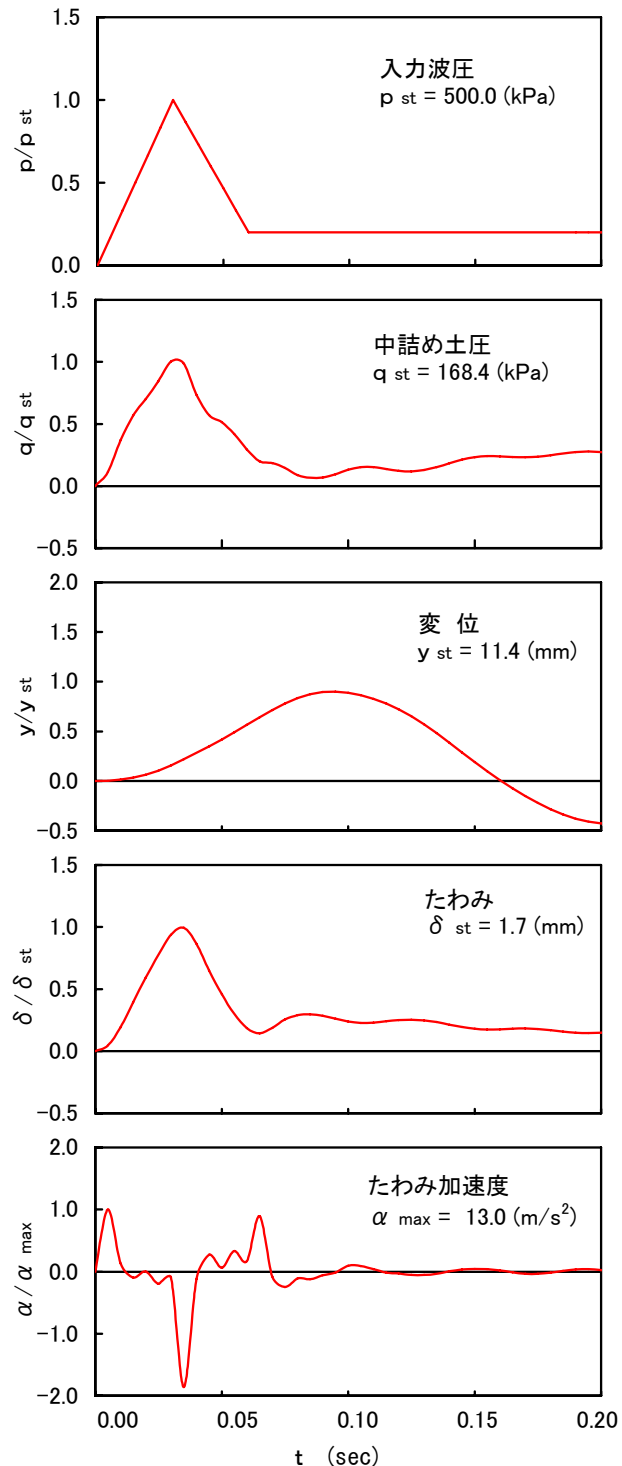 1.5
1.0
0.5
0.0
p/p st
入力波圧
p st = 500.0 (kPa)
1.5
1.0
0.5
0.0
-0.5
q/q st
中詰め土圧
q st = 168.4 (kPa)
2.0
1.5
1.0
0.5
0.0
-0.5
y/y st
変 位
y st = 11.4 (mm)
1.5
1.0
0.5
0.0
-0.5
δ/δ st
たわみ
δ st = 1.7 (mm)
2.0
1.0
0.0
-1.0
-2.0
α/α max
たわみ加速度
α max = 13.0 (m/s²)
0.00 0.05 0.10 0.15 0.20
t (sec)